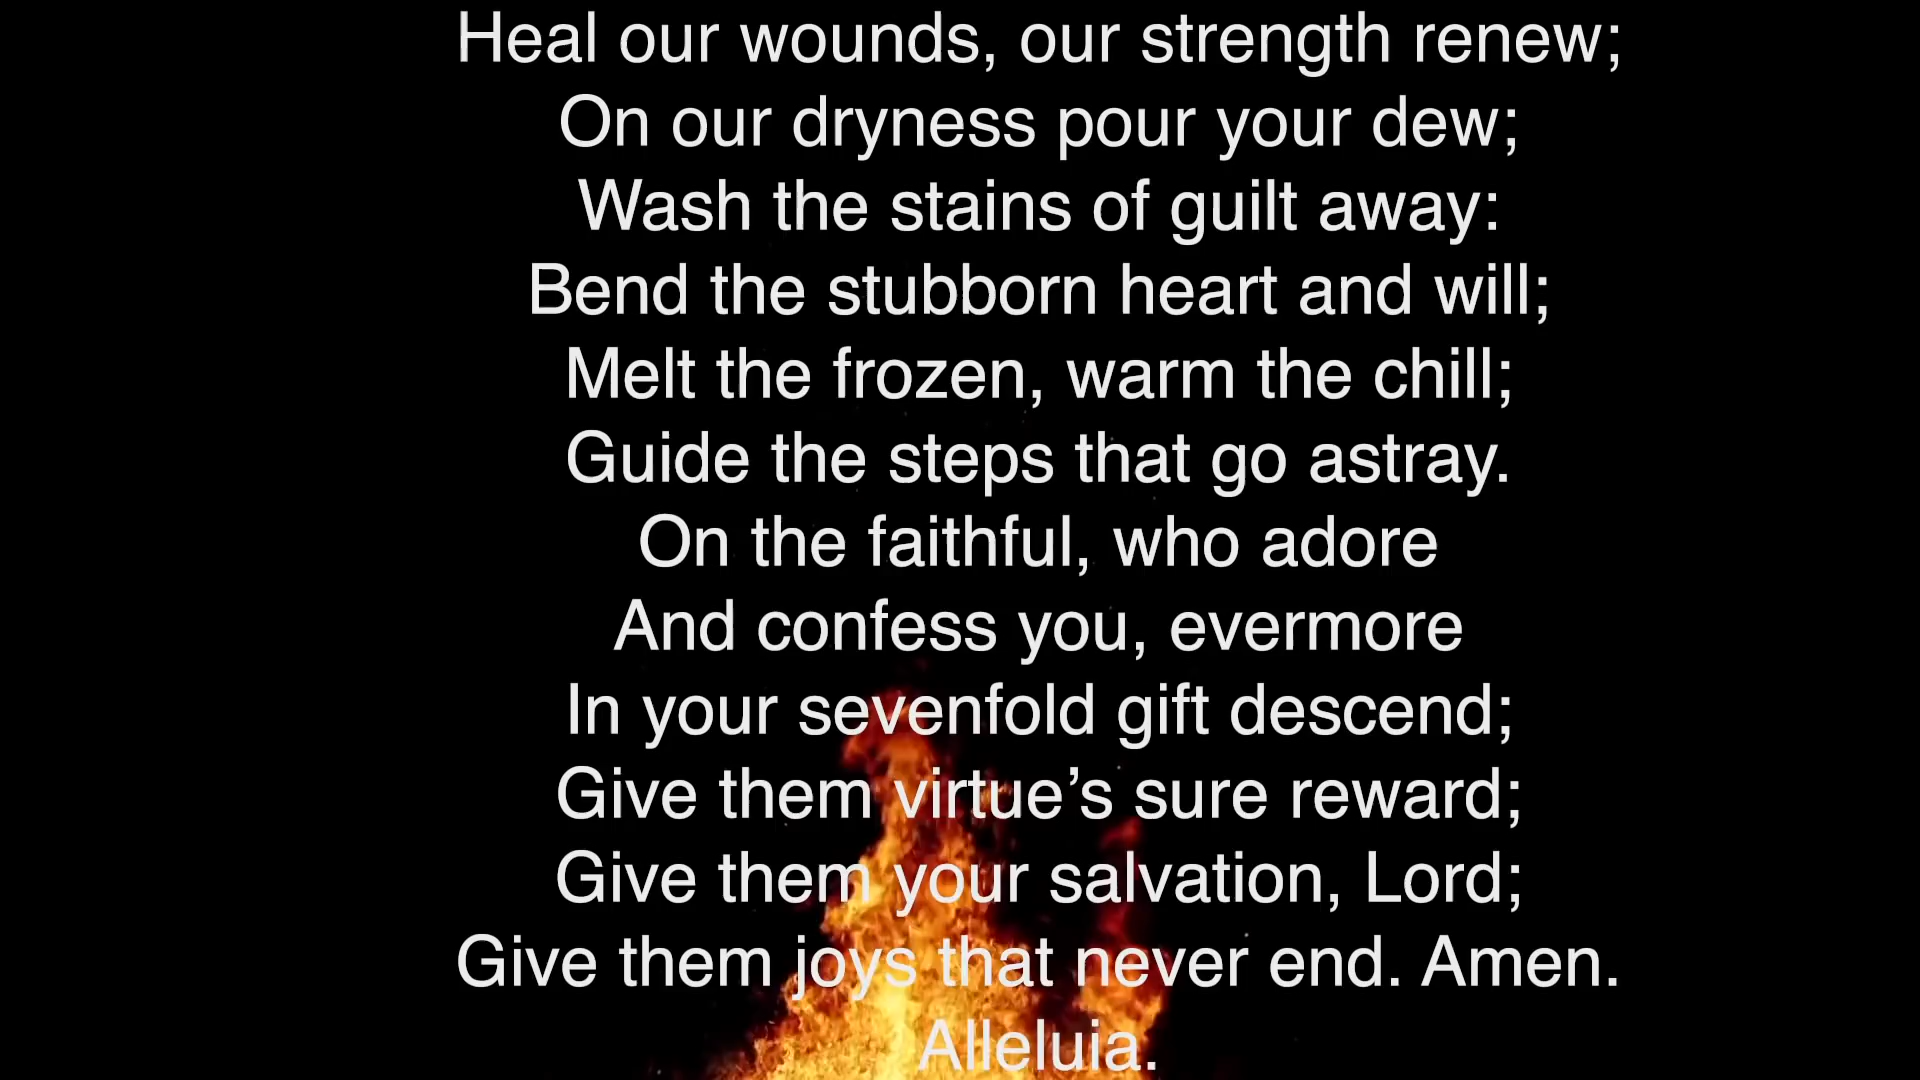 Heal our wounds, our strength renew;
On our dryness pour your dew;
Wash the stains of guilt away:
Bend the stubborn heart and will;
Melt the frozen, warm the chill;
Guide the steps that go astray.
On the faithful, who adore
And confess you, evermore
In your sevenfold gift descend;
Give them virtue’s sure reward;
Give them your salvation, Lord;
Give them joys that never end. Amen.
Alleluia.